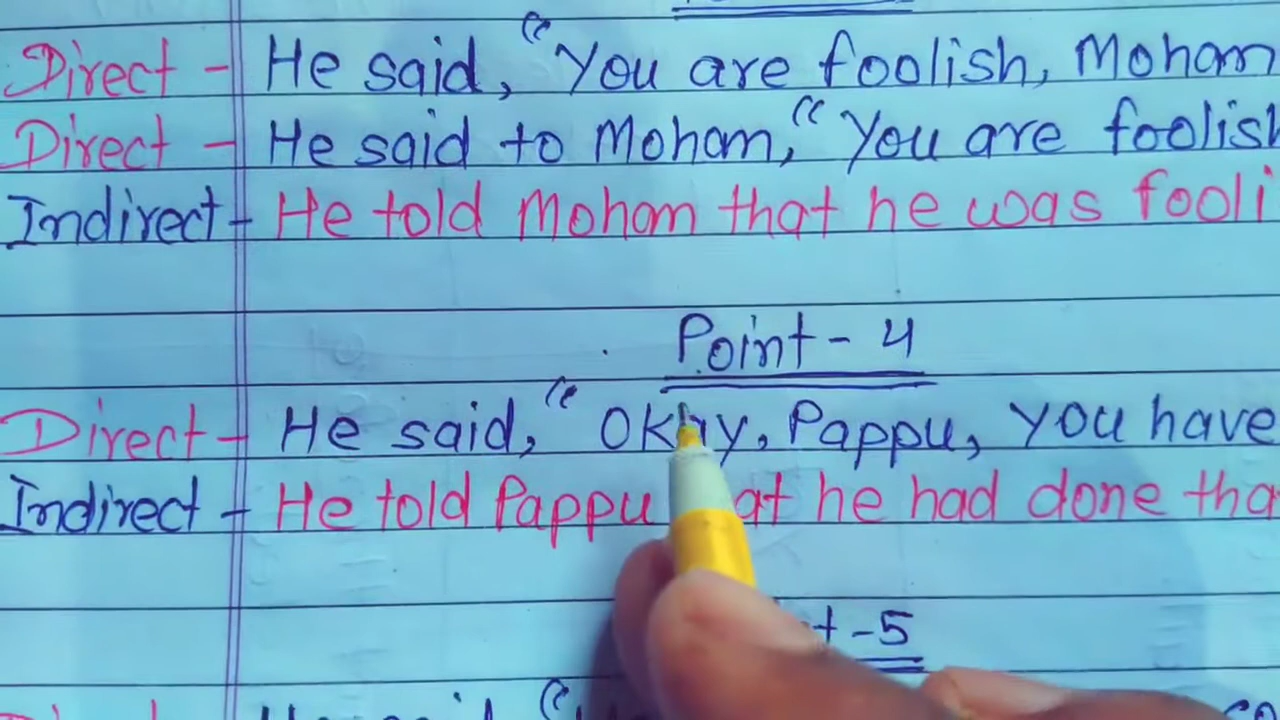 Direct - He said, "You are foolish, Moham
Direct - He said to Moham, "You are foolish
Indirect - He told Moham that he was fooli
Point - 4
Direct - He said, "Okay, Pappu, you have
Indirect - He told Pappu at he had done tha
t - 5